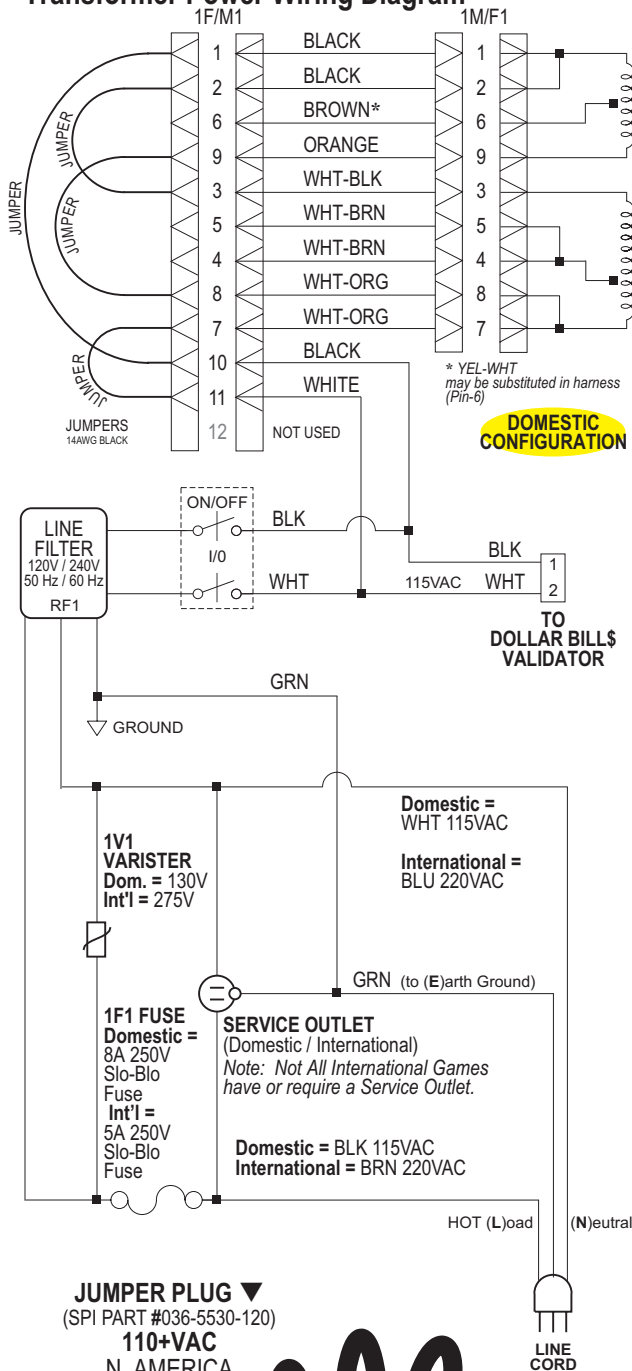 Transformer Power Wiring Diagram
1F/M1
1M/F1
1 BLACK 1
2 BLACK 2
6 BROWN* 6
9 ORANGE 9
3 WHT-BLK 3
5 WHT-BRN 5
4 WHT-BRN 4
8 WHT-ORG 8
7 WHT-ORG 7
10 BLACK
11 WHITE
12 NOT USED
JUMPER
JUMPER
JUMPER
JUMPER
JUMPERS
14AWG BLACK
* YEL-WHT
may be substituted in harness
(Pin-6)
DOMESTIC
CONFIGURATION
LINE
FILTER
120V / 240V
50 Hz / 60 Hz
RF1
ON/OFF
I/0
BLK
WHT
115VAC
BLK 1
WHT 2
TO
DOLLAR BILL$
VALIDATOR
GRN
GROUND
1V1
VARISTER
Dom. = 130V
Int'l = 275V
Domestic =
WHT 115VAC
International =
BLU 220VAC
GRN (to (E)arth Ground)
1F1 FUSE
Domestic =
8A 250V
Slo-Blo
Fuse
Int'l =
5A 250V
Slo-Blo
Fuse
SERVICE OUTLET
(Domestic / International)
Note: Not All International Games
have or require a Service Outlet.
Domestic = BLK 115VAC
International = BRN 220VAC
HOT (L)oad
(N)eutral
LINE
CORD
JUMPER PLUG ▼
(SPI PART #036-5530-120)
110+VAC
N. AMERICA